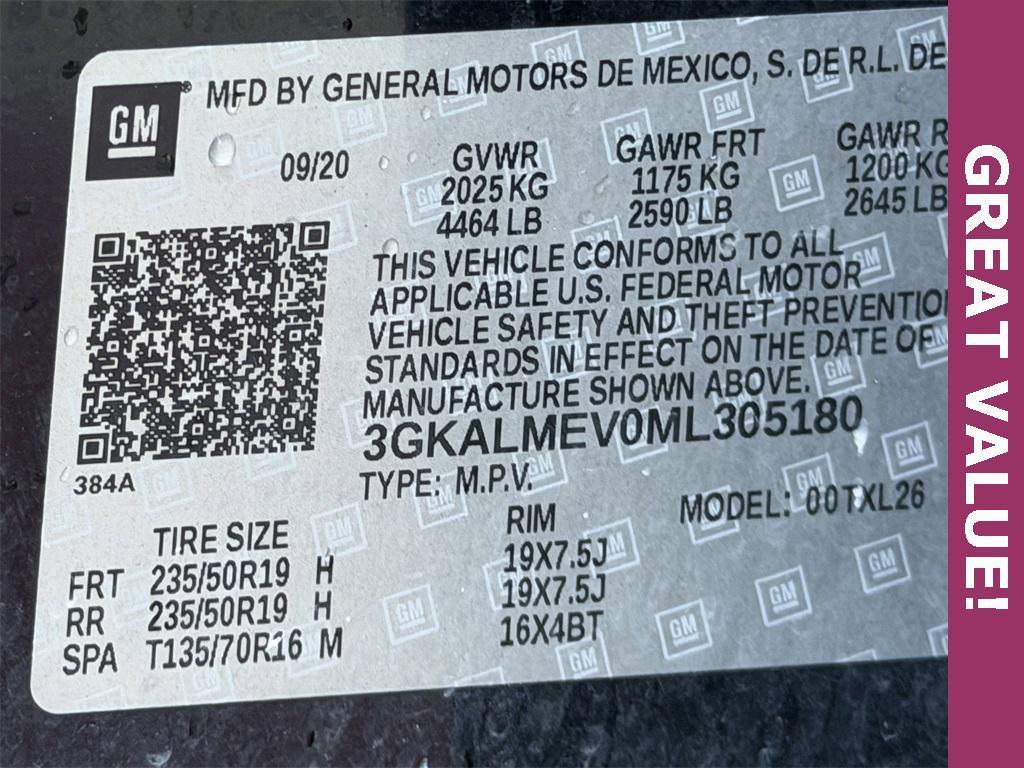 GM
MFD BY GENERAL MOTORS DE MEXICO, S. DE R.L. DE
09/20
GVWR GAWR FRT GAWR R
2025 KG 1175 KG 1200 KG
4464 LB 2590 LB 2645 LB
THIS VEHICLE CONFORMS TO ALL
APPLICABLE U.S. FEDERAL MOTOR
VEHICLE SAFETY AND THEFT PREVENTION
STANDARDS IN EFFECT ON THE DATE OF
MANUFACTURE SHOWN ABOVE.
3GKALMEV0ML305180
384A
TYPE: M.P.V. MODEL: 00TXL26
TIRE SIZE RIM
FRT 235/50R19 H 19X7.5J
RR 235/50R19 H 19X7.5J
SPA T135/70R16 M 16X4BT
GREAT VALUE!